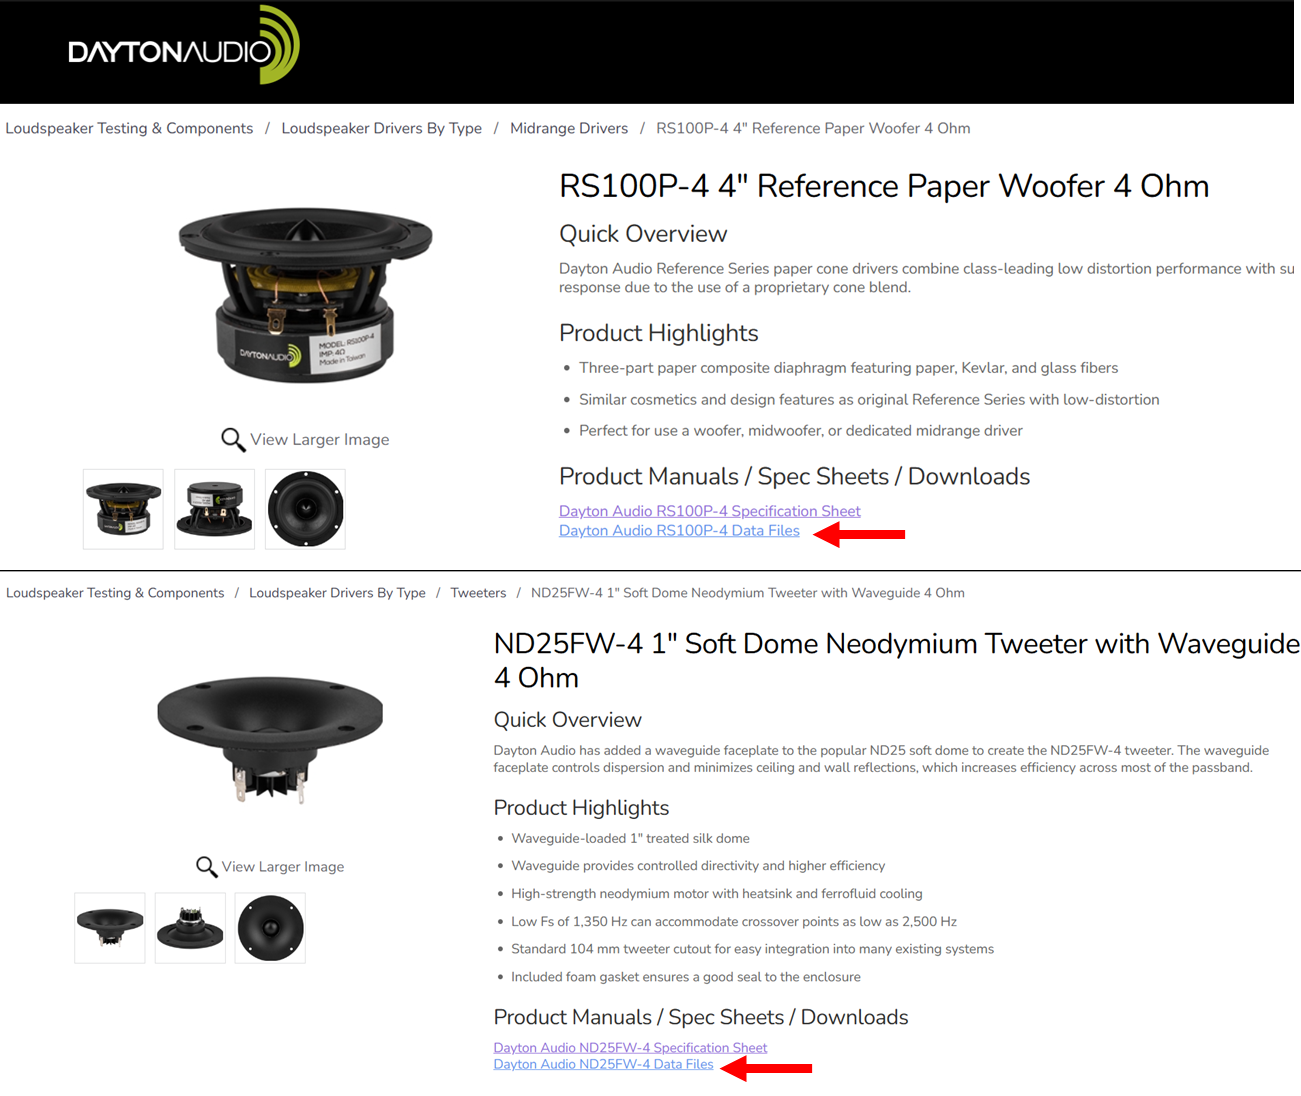 DAYTONAUDIO
Loudspeaker Testing & Components / Loudspeaker Drivers By Type / Midrange Drivers / RS100P-4 4" Reference Paper Woofer 4 Ohm
RS100P-4 4" Reference Paper Woofer 4 Ohm
Quick Overview
Dayton Audio Reference Series paper cone drivers combine class-leading low distortion performance with su
response due to the use of a proprietary cone blend.
Product Highlights
Three-part paper composite diaphragm featuring paper, Kevlar, and glass fibers
Similar cosmetics and design features as original Reference Series with low-distortion
Perfect for use a woofer, midwoofer, or dedicated midrange driver
Product Manuals / Spec Sheets / Downloads
Dayton Audio RS100P-4 Specification Sheet
Dayton Audio RS100P-4 Data Files
DAYTONAUDIO
MODEL: RS100P-4
IMP: 4Ω
Made in Taiwan
View Larger Image
Loudspeaker Testing & Components / Loudspeaker Drivers By Type / Tweeters / ND25FW-4 1" Soft Dome Neodymium Tweeter with Waveguide 4 Ohm
ND25FW-4 1" Soft Dome Neodymium Tweeter with Waveguide
4 Ohm
Quick Overview
Dayton Audio has added a waveguide faceplate to the popular ND25 soft dome to create the ND25FW-4 tweeter. The waveguide
faceplate controls dispersion and minimizes ceiling and wall reflections, which increases efficiency across most of the passband.
Product Highlights
Waveguide-loaded 1" treated silk dome
Waveguide provides controlled directivity and higher efficiency
High-strength neodymium motor with heatsink and ferrofluid cooling
Low Fs of 1,350 Hz can accommodate crossover points as low as 2,500 Hz
Standard 104 mm tweeter cutout for easy integration into many existing systems
Included foam gasket ensures a good seal to the enclosure
Product Manuals / Spec Sheets / Downloads
Dayton Audio ND25FW-4 Specification Sheet
Dayton Audio ND25FW-4 Data Files
View Larger Image